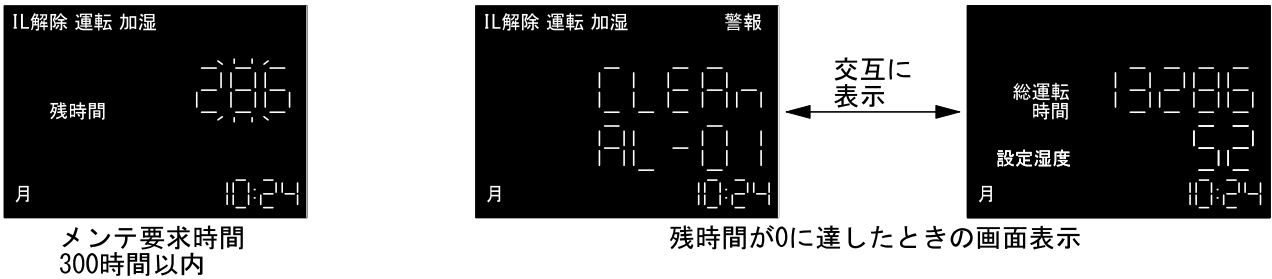 IL解除 運転 加湿
286
残時間
月 10:24
メンテ要求時間
300時間以内
IL解除 運転 加湿 警報
CLEAn
AL-01
月 10:24
交互に
表示
総運転
時間 13286
設定湿度 52
月 10:24
残時間が0に達したときの画面表示